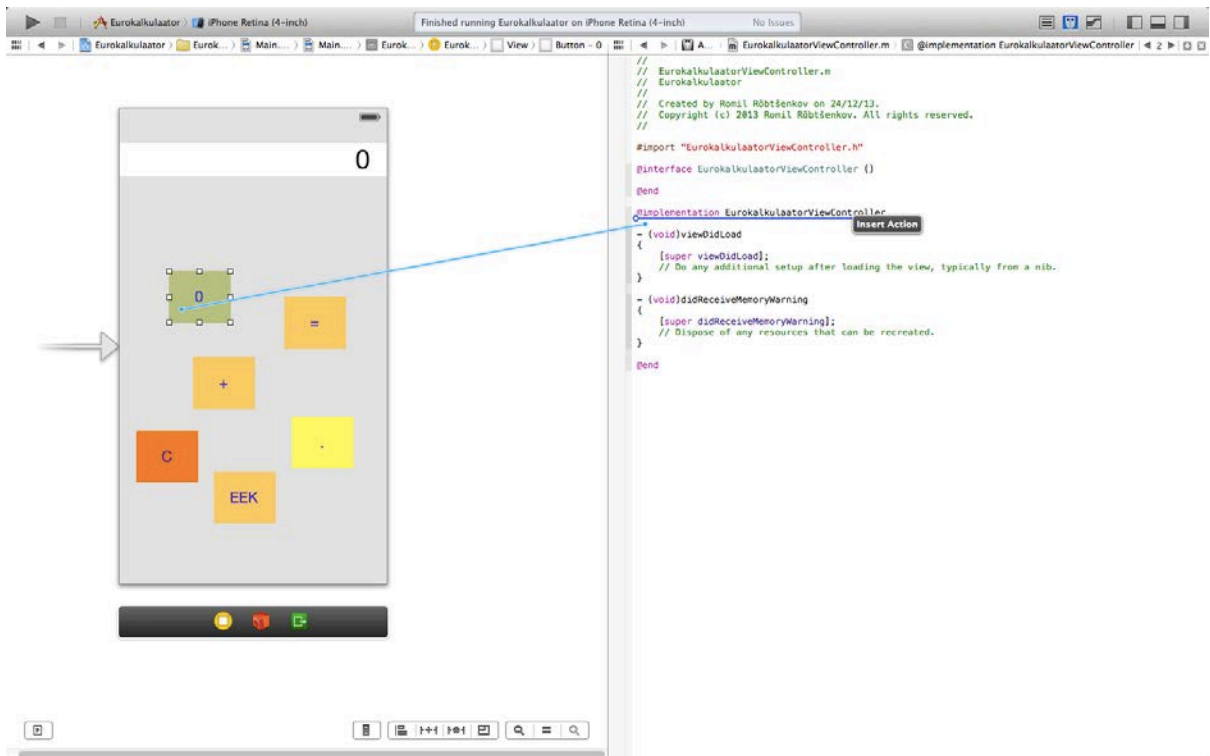 Eurokalkulaator iPhone Retina (4-inch)
Finished running Eurokalkulaator on iPhone Retina (4-inch) No Issues
Eurokalkulaator Eurok... Main.... Main.... Eurok... Eurok... View Button - 0
A... EurokalkulaatorViewController.m @implementation EurokalkulaatorViewController 2
0
0
=
+
C
.
EEK
//
// EurokalkulaatorViewController.m
// Eurokalkulaator
//
// Created by Romil Rõbtšenkov on 24/12/13.
// Copyright (c) 2013 Romil Rõbtšenkov. All rights reserved.
//
#import "EurokalkulaatorViewController.h"
@interface EurokalkulaatorViewController ()
@end
@implementation EurokalkulaatorViewController
Insert Action
- (void)viewDidLoad
{
[super viewDidLoad];
// Do any additional setup after loading the view, typically from a nib.
}
- (void)didReceiveMemoryWarning
{
[super didReceiveMemoryWarning];
// Dispose of any resources that can be recreated.
}
@end